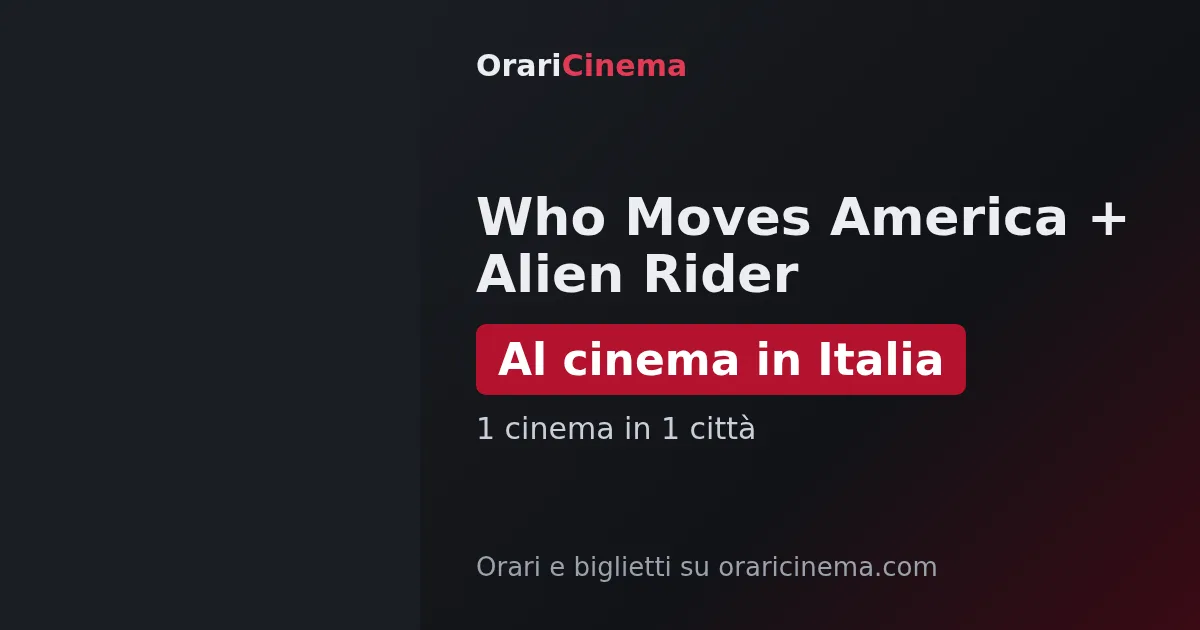 OrariCinema
Who Moves America +
Alien Rider
Al cinema in Italia
1 cinema in 1 città
Orari e biglietti su oraricinema.com